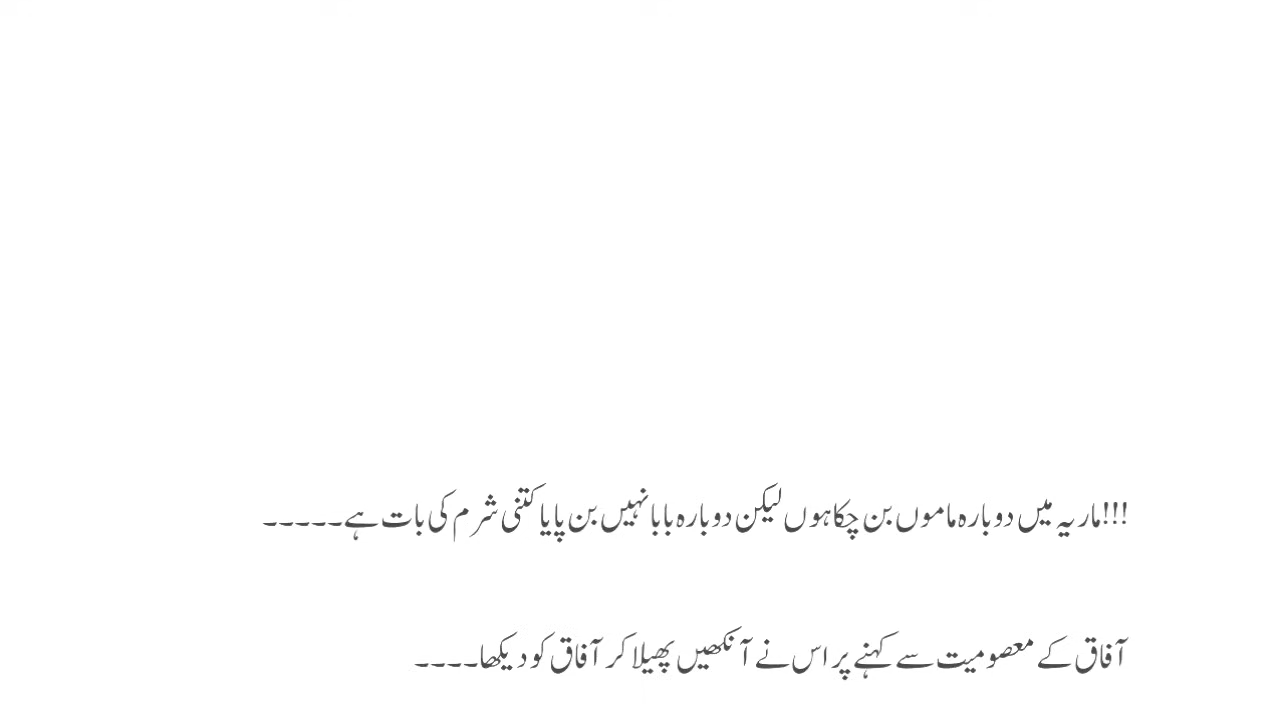 !!!ماریہ میں دوبارہ ماموں بن چکا ہوں لیکن دوبارہ بابا نہیں بن پایا کتنی شرم کی بات ہے-----
آفاق کے معصومیت سے کہنے پر اس نے آنکھیں پھیلا کر آفاق کو دیکھا----